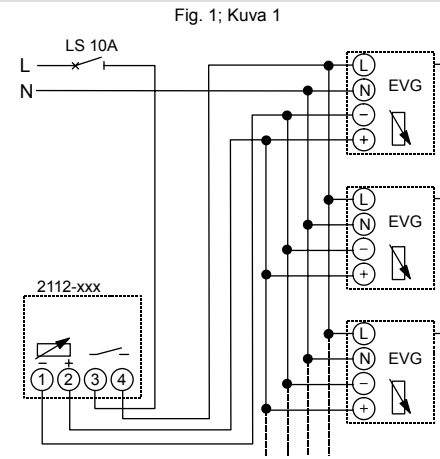 Fig. 1; Kuva 1
LS 10A
L
N
L
N
EVG
−
+
L
N
EVG
−
+
2112-xxx
− +
1 2 3 4
L
N
EVG
−
+